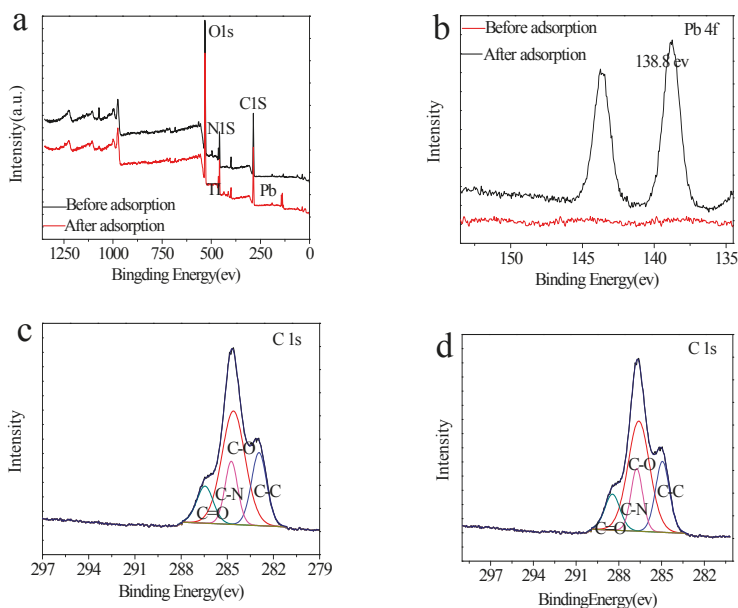 a
O1s
C1S
N1S
Ti
Pb
Before adsorption
After adsorption
Intensity(a.u.)
1250 1000 750 500 250 0
Bingding Energy(ev)
b
Before adsorption
After adsorption
Pb 4f
138.8 ev
Intensity
150 145 140 135
Binding Energy(ev)
c
C 1s
C-O
C-N
C-C
C=O
Intensity
297 294 291 288 285 282 279
Binding Energy(ev)
d
C 1s
C-O
C-C
C-N
C=O
Intensity
297 294 291 288 285 282
BindingEnergy(ev)